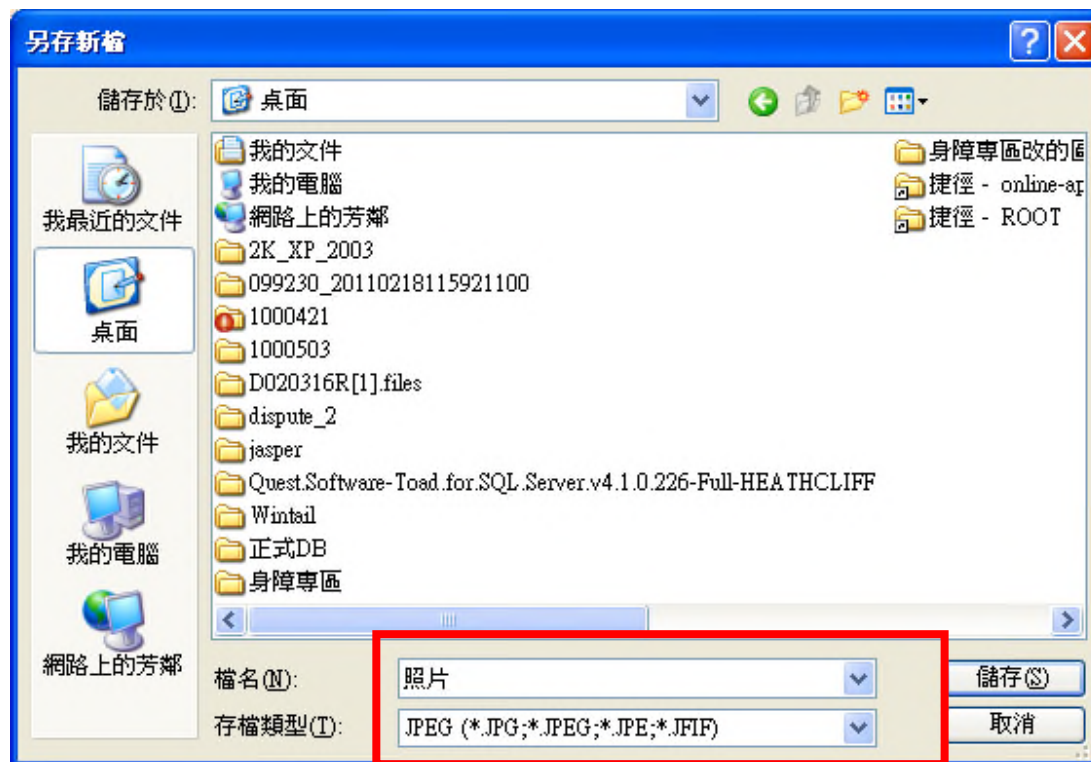 另存新檔
儲存於(I):
桌面
我最近的文件
桌面
我的文件
我的電腦
網路上的芳鄰
我的文件
我的電腦
網路上的芳鄰
2K_XP_2003
099230_20110218115921100
1000421
1000503
D020316R[1].files
dispute_2
jasper
Quest.Software-Toad.for.SQL.Server.v4.1.0.226-Full-HEATHCLIFF
Wintail
正式DB
身障專區
身障專區改的
捷徑 - online-ap
捷徑 - ROOT
檔名(N):
照片
儲存(S)
存檔類型(T):
JPEG (*.JPG;*.JPEG;*.JPE;*.JFIF)
取消